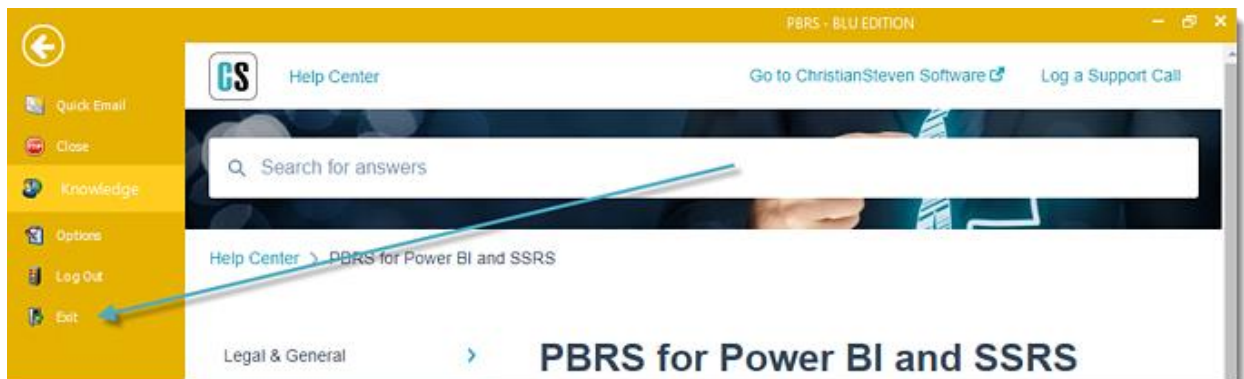 PBRS - BLU EDITION
Quick Email
Close
Knowledge
Options
Log Out
Exit
CS
Help Center
Go to ChristianSteven Software
Log a Support Call
Search for answers
Help Center > PBRS for Power BI and SSRS
Legal & General >
PBRS for Power BI and SSRS